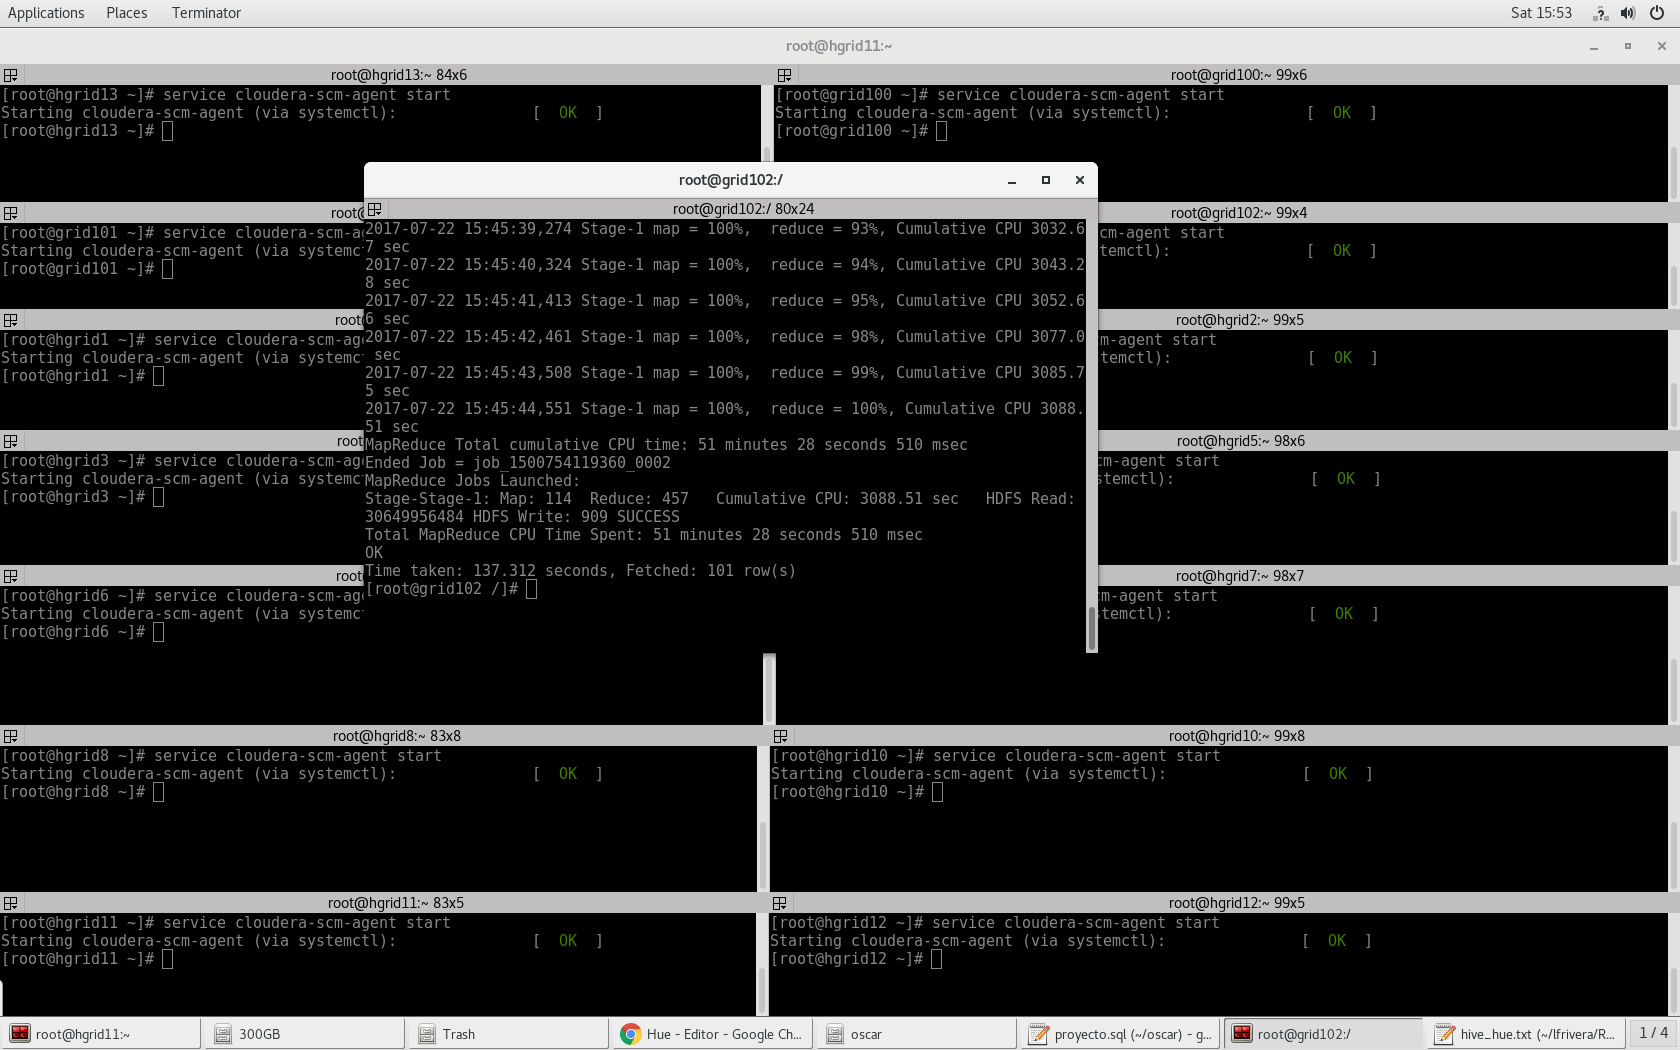 Applications Places Terminator Sat 15:53
root@hgrid11:~
root@hgrid13:~ 84x6
[root@hgrid13 ~]# service cloudera-scm-agent start
Starting cloudera-scm-agent (via systemctl): [ OK ]
[root@hgrid13 ~]#
root@grid100:~ 99x6
[root@grid100 ~]# service cloudera-scm-agent start
Starting cloudera-scm-agent (via systemctl): [ OK ]
[root@grid100 ~]#
[root@grid101 ~]# service cloudera-scm-a
Starting cloudera-scm-agent (via systemc
[root@grid101 ~]#
root@grid102:~ 99x4
scm-agent start
temctl): [ OK ]
root
[root@hgrid1 ~]# service cloudera-scm-ag
Starting cloudera-scm-agent (via systemc
[root@hgrid1 ~]#
root@hgrid2:~ 99x5
m-agent start
temctl): [ OK ]
root
[root@hgrid3 ~]# service cloudera-scm-ag
Starting cloudera-scm-agent (via systemc
[root@hgrid3 ~]#
root@hgrid5:~ 98x6
cm-agent start
stemctl): [ OK ]
root
[root@hgrid6 ~]# service cloudera-scm-ag
Starting cloudera-scm-agent (via systemc
[root@hgrid6 ~]#
root@hgrid7:~ 98x7
cm-agent start
stemctl): [ OK ]
root@grid102:/
root@grid102:/ 80x24
2017-07-22 15:45:39,274 Stage-1 map = 100%,  reduce = 93%, Cumulative CPU 3032.6
7 sec
2017-07-22 15:45:40,324 Stage-1 map = 100%,  reduce = 94%, Cumulative CPU 3043.2
8 sec
2017-07-22 15:45:41,413 Stage-1 map = 100%,  reduce = 95%, Cumulative CPU 3052.6
6 sec
2017-07-22 15:45:42,461 Stage-1 map = 100%,  reduce = 98%, Cumulative CPU 3077.0
 sec
2017-07-22 15:45:43,508 Stage-1 map = 100%,  reduce = 99%, Cumulative CPU 3085.7
5 sec
2017-07-22 15:45:44,551 Stage-1 map = 100%,  reduce = 100%, Cumulative CPU 3088.
51 sec
MapReduce Total cumulative CPU time: 51 minutes 28 seconds 510 msec
Ended Job = job_1500754119360_0002
MapReduce Jobs Launched:
Stage-Stage-1: Map: 114  Reduce: 457   Cumulative CPU: 3088.51 sec   HDFS Read:
30649956484 HDFS Write: 909 SUCCESS
Total MapReduce CPU Time Spent: 51 minutes 28 seconds 510 msec
OK
Time taken: 137.312 seconds, Fetched: 101 row(s)
[root@grid102 /]#
root@hgrid8:~ 83x8
[root@hgrid8 ~]# service cloudera-scm-agent start
Starting cloudera-scm-agent (via systemctl): [ OK ]
[root@hgrid8 ~]#
root@hgrid10:~ 99x8
[root@hgrid10 ~]# service cloudera-scm-agent start
Starting cloudera-scm-agent (via systemctl): [ OK ]
[root@hgrid10 ~]#
root@hgrid11:~ 83x5
[root@hgrid11 ~]# service cloudera-scm-agent start
Starting cloudera-scm-agent (via systemctl): [ OK ]
[root@hgrid11 ~]#
root@hgrid12:~ 99x5
[root@hgrid12 ~]# service cloudera-scm-agent start
Starting cloudera-scm-agent (via systemctl): [ OK ]
[root@hgrid12 ~]#
root@hgrid11:~ 300GB Trash Hue - Editor - Google Ch... oscar proyecto.sql (~/oscar) - g... root@grid102:/ hive_hue.txt (~/lfrivera/R... 1 / 4